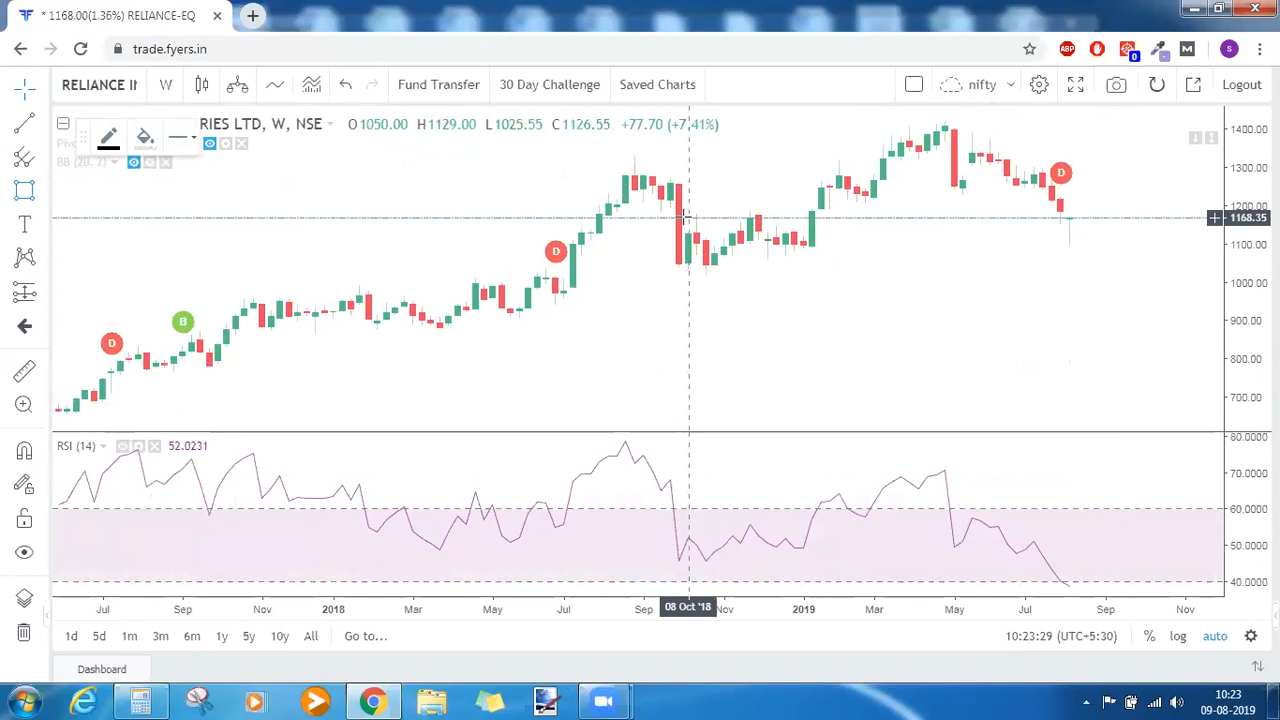 * 1168.00(1.36%) RELIANCE-EQ
trade.fyers.in
ABP
0
M
S
RELIANCE
W
Fund Transfer
30 Day Challenge
Saved Charts
nifty
Logout
RIES LTD, W, NSE
O1050.00 H1129.00 L1025.55 C1126.55 +77.70 (+7.41%)
BB (20, 2)
D
B
D
D
1400.00
1300.00
1200.00
1168.35
1100.00
1000.00
900.00
800.00
700.00
RSI (14)
52.0231
80.0000
70.0000
60.0000
50.0000
40.0000
Jul
Sep
Nov
2018
Mar
May
Jul
Sep
08 Oct '18
Nov
2019
Mar
May
Jul
Sep
Nov
1d
5d
1m
3m
6m
1y
5y
10y
All
Go to...
10:23:29 (UTC+5:30)
%
log
auto
Dashboard
10:23
09-08-2019